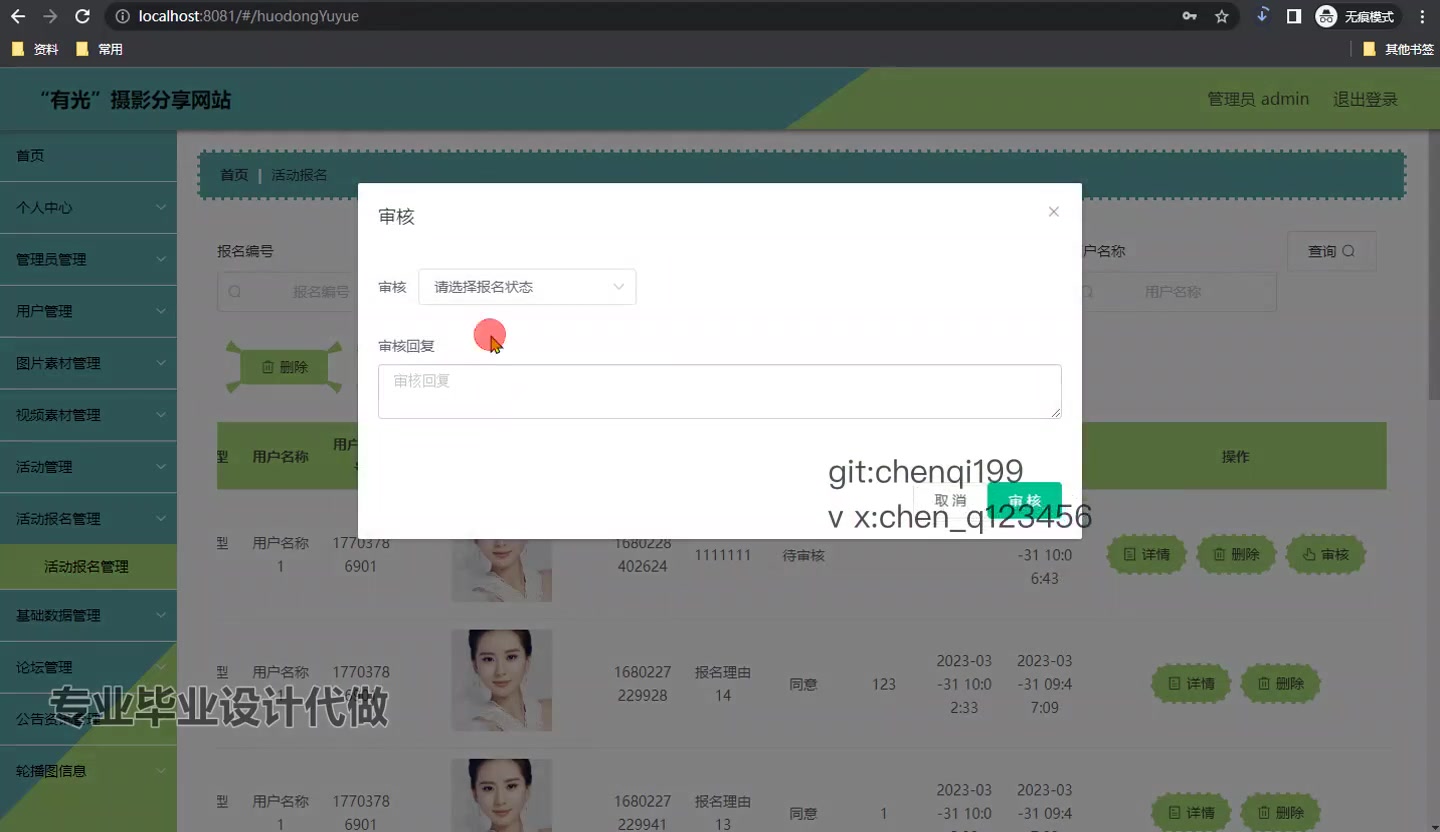 localhost:8081/#/huodongYuyue
无痕模式
资料
常用
其他书签
“有光”摄影分享网站
管理员 admin
退出登录
首页
个人中心
管理员管理
用户管理
图片素材管理
视频素材管理
活动管理
活动报名管理
活动报名管理
基础数据管理
论坛管理
轮播图信息
首页
活动报名
报名编号
报名编号
户名称
用户名称
查询
删除
审核
审核
请选择报名状态
审核回复
审核回复
取消
审核
git:chenqi199
v x:chen_q123456
型
用户名称
用户
操作
型
用户名称
1
1770378
6901
1680228
402624
1111111
待审核
-31 10:0
6:43
详情
删除
审核
型
用户名称
1770378
1680227
229928
报名理由
14
同意
123
2023-03
-31 10:0
2:33
2023-03
-31 09:4
7:09
详情
删除
型
用户名称
1
1770378
6901
1680227
229941
报名理由
13
同意
1
2023-03
-31 10:0
2023-03
-31 09:4
详情
删除
专业毕业设计代做